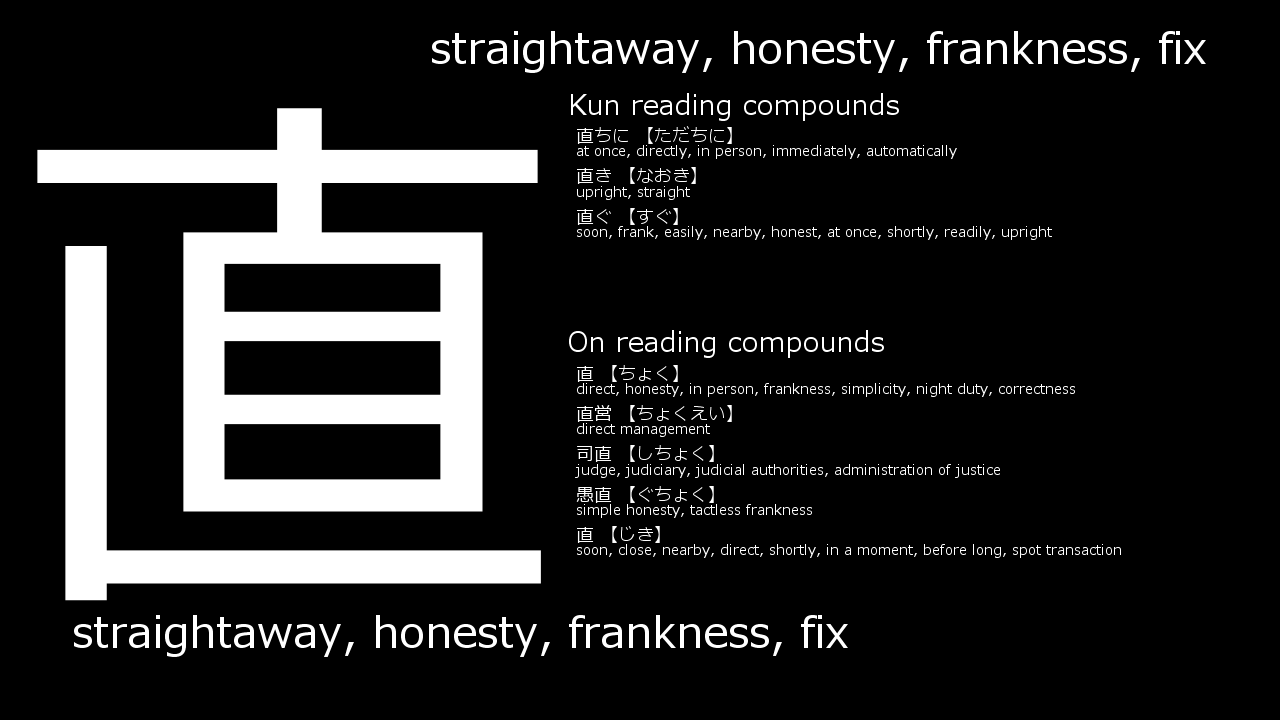 straightaway, honesty, frankness, fix
直
Kun reading compounds
直ちに 【ただちに】
at once, directly, in person, immediately, automatically
直き 【なおき】
upright, straight
直ぐ 【すぐ】
soon, frank, easily, nearby, honest, at once, shortly, readily, upright
On reading compounds
直 【ちょく】
direct, honesty, in person, frankness, simplicity, night duty, correctness
直営 【ちょくえい】
direct management
司直 【しちょく】
judge, judiciary, judicial authorities, administration of justice
愚直 【ぐちょく】
simple honesty, tactless frankness
直 【じき】
soon, close, nearby, direct, shortly, in a moment, before long, spot transaction
straightaway, honesty, frankness, fix